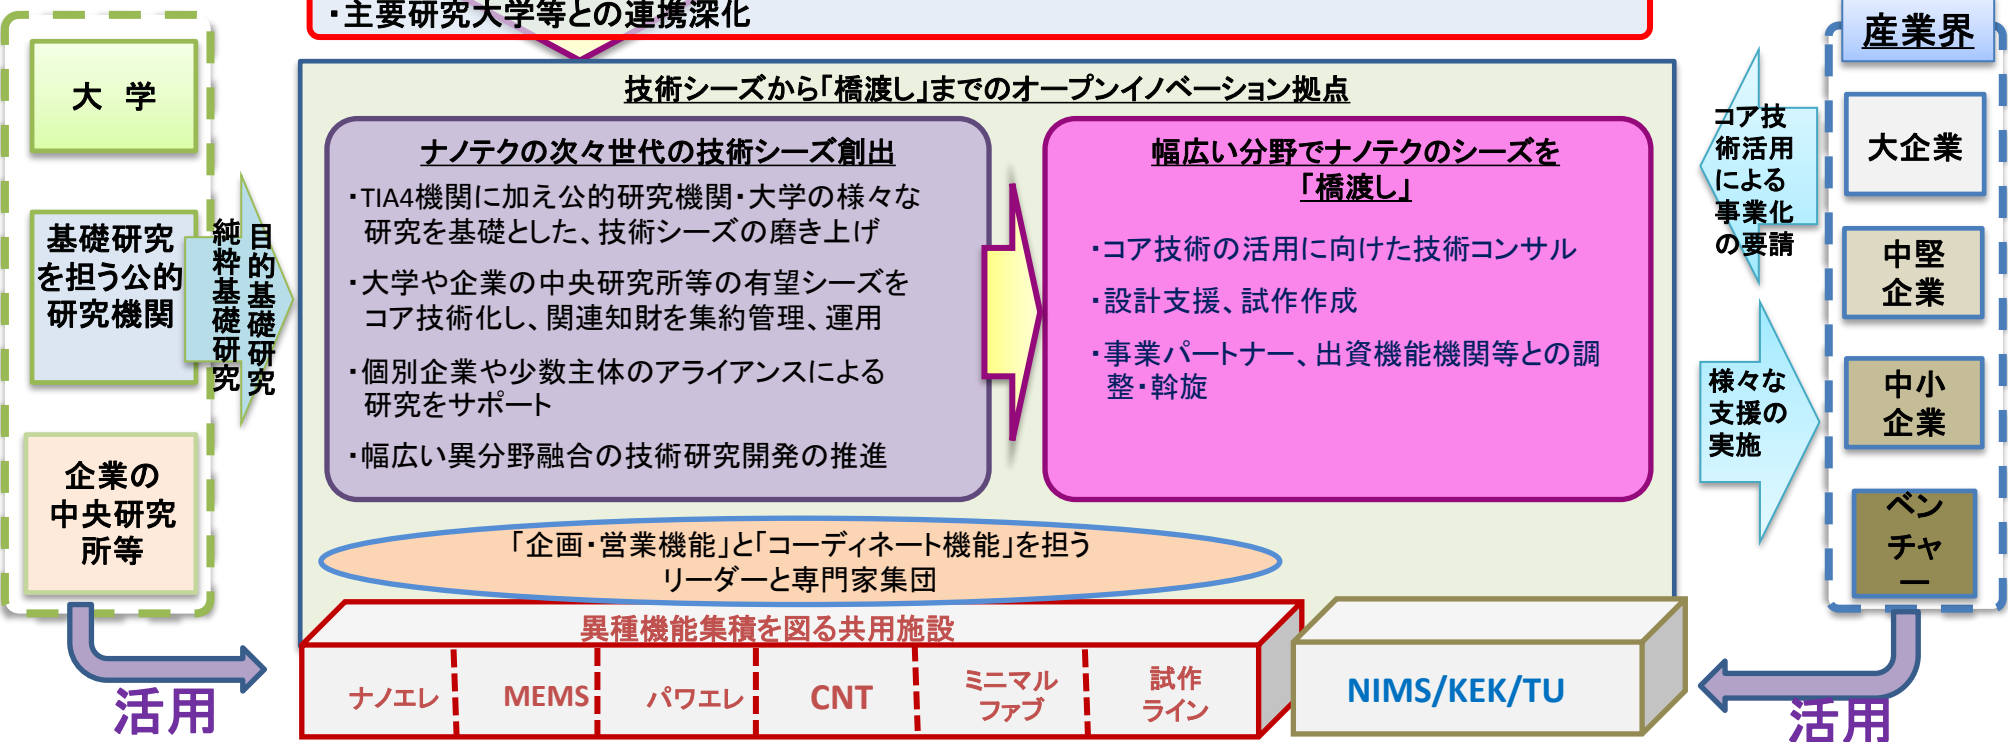 ・主要研究大学等との連携深化
大　学
基礎研究
を担う公的
研究機関
企業の
中央研究
所等
純粋基礎研究
目的基礎研究
活用
技術シーズから「橋渡し」までのオープンイノベーション拠点
ナノテクの次々世代の技術シーズ創出
・TIA4機関に加え公的研究機関・大学の様々な
研究を基礎とした、技術シーズの磨き上げ
・大学や企業の中央研究所等の有望シーズを
コア技術化し、関連知財を集約管理、運用
・個別企業や少数主体のアライアンスによる
研究をサポート
・幅広い異分野融合の技術研究開発の推進
幅広い分野でナノテクのシーズを
「橋渡し」
・コア技術の活用に向けた技術コンサル
・設計支援、試作作成
・事業パートナー、出資機能機関等との調
整・斡旋
「企画・営業機能」と「コーディネート機能」を担う
リーダーと専門家集団
異種機能集積を図る共用施設
ナノエレ
MEMS
パワエレ
CNT
ミニマル
ファブ
試作
ライン
NIMS/KEK/TU
コア技
術活用
による
事業化
の要請
様々な
支援の
実施
産業界
大企業
中堅
企業
中小
企業
ベン
チャ
ー
活用